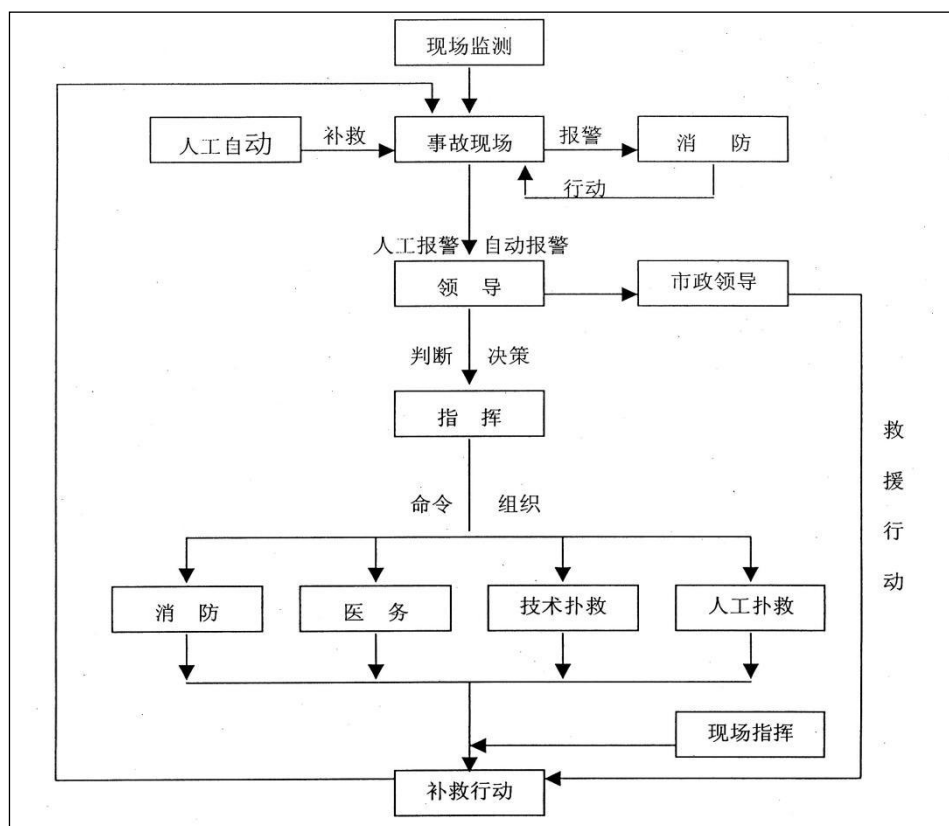 现场监测
人工自动
补救
事故现场
报警
消 防
行动
人工报警
自动报警
领 导
市政领导
判断
决策
指 挥
救援行动
命令
组织
消 防
医 务
技术扑救
人工扑救
现场指挥
补救行动